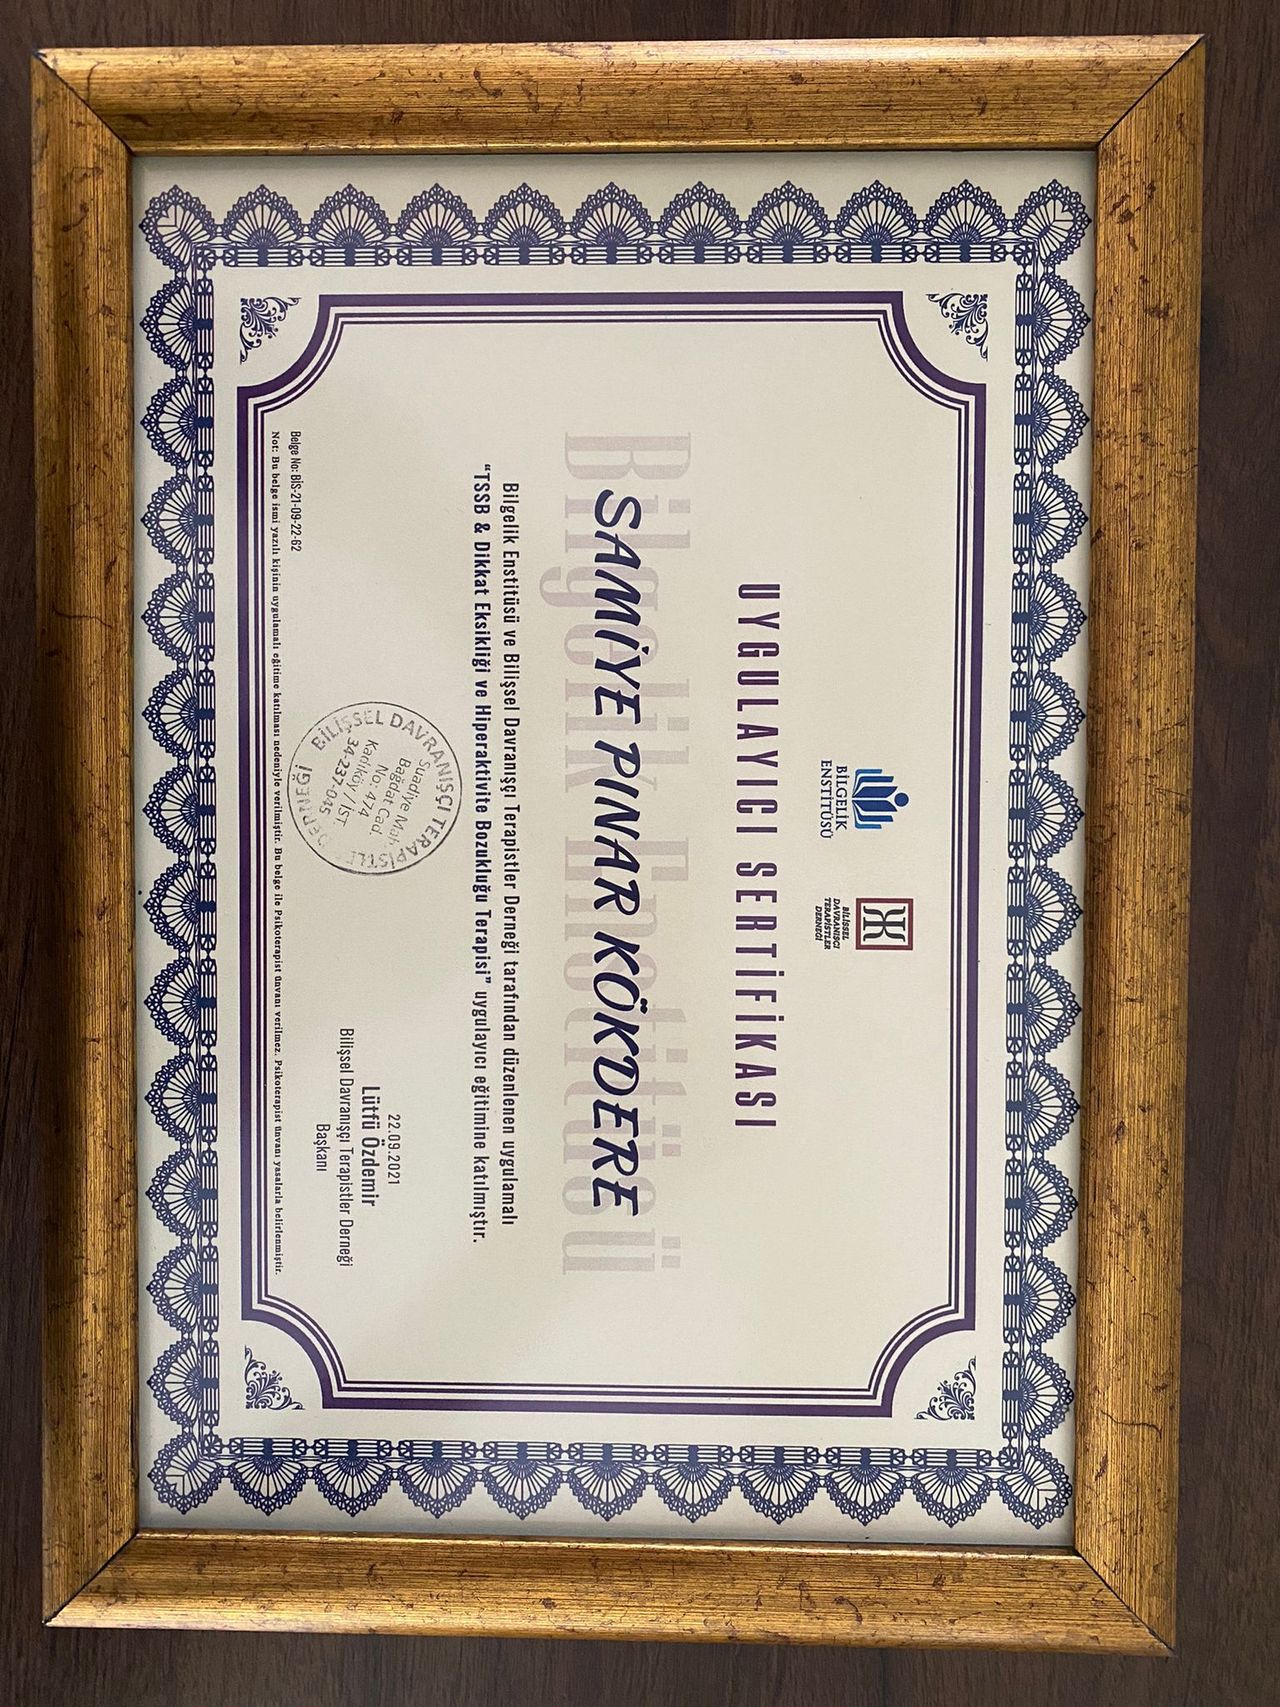 BİLGELİK
ENSTİTÜSÜ
BİLİŞSEL
DAVRANIŞÇI
TERAPİSTLER
DERNEĞİ
UYGULAYICI SERTİFİKASI
Bilgelik Enstitüsü
SAMİYE PINAR KÖKDERE
Bilgelik Enstitüsü ve Bilişsel Davranışçı Terapistler Derneği tarafından düzenlenen uygulamalı
“TSSB & Dikkat Eksikliği ve Hiperaktivite Bozukluğu Terapisi” uygulayıcı eğitimine katılmıştır.
22.09.2021
Lütfü Özdemir
Bilişsel Davranışçı Terapistler Derneği
Başkanı
BİLİŞSEL DAVRANIŞÇI TERAPİSTLE DERNEĞİ
Suadiye Mah.
Bağdat Cad.
No: 474
Kadıköy / İST.
34-237-045
Belge No: BİS-21-09-22-62
Not: Bu belge ismi yazılı kişinin uygulamalı eğitime katılması nedeniyle verilmiştir. Bu belge ile Psikoterapist ünvanı verilmez. Psikoterapist ünvanı yasalarla belirlenmiştir.